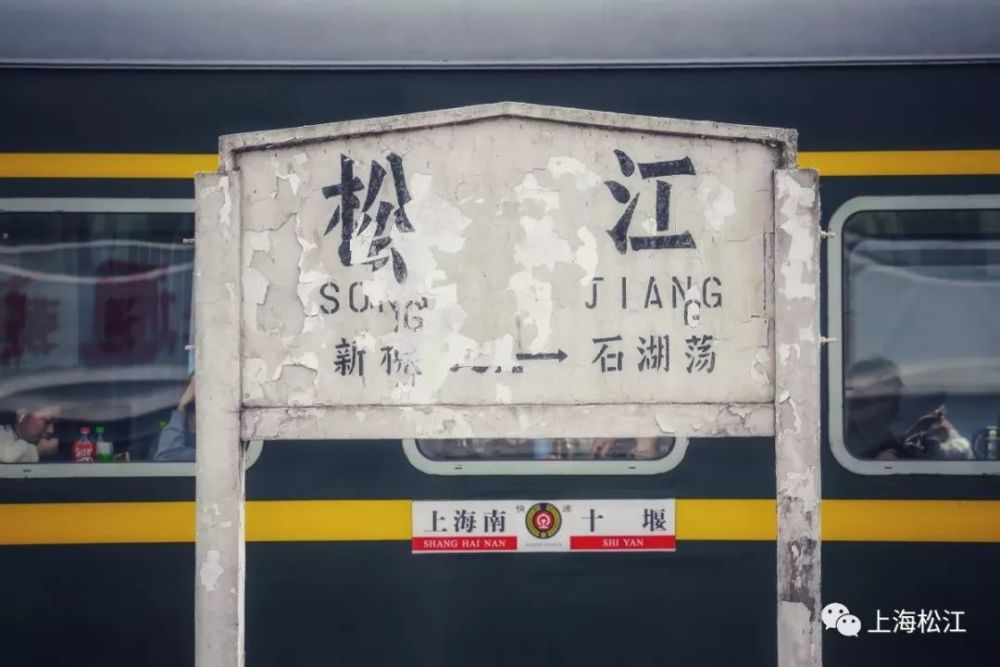 松 江
SONG JIANG
新桥 石湖荡
上海南 快速 十堰
SHANG HAI NAN SHI YAN
上海松江